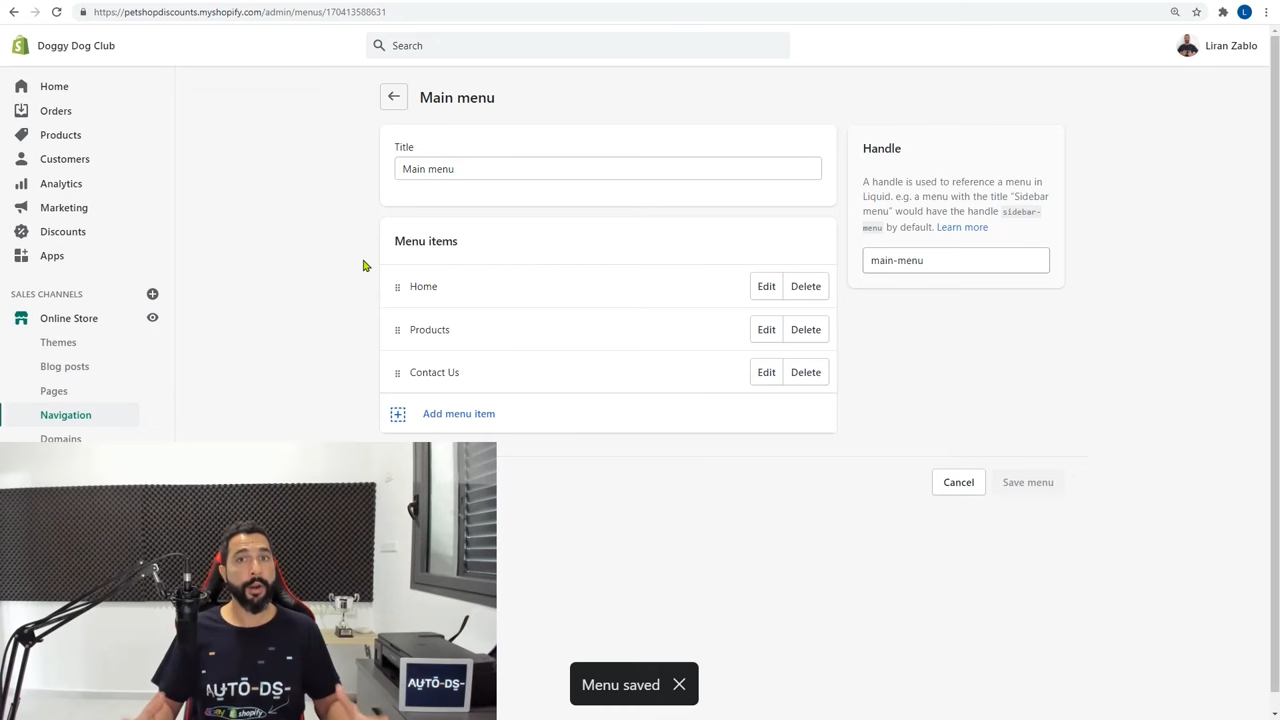 https://petshopdiscounts.myshopify.com/admin/menus/170413588631
L
Doggy Dog Club
Search
Liran Zablo
Home
Orders
Products
Customers
Analytics
Marketing
Discounts
Apps
SALES CHANNELS
Online Store
Themes
Blog posts
Pages
Navigation
Domains
Main menu
Title
Main menu
Menu items
Home
Edit
Delete
Products
Edit
Delete
Contact Us
Edit
Delete
Add menu item
Handle
A handle is used to reference a menu in
Liquid. e.g. a menu with the title “Sidebar
menu” would have the handle sidebar-
menu by default. Learn more
main-menu
Cancel
Save menu
AUTO-DS-
shopify
AUTO-DS-
Menu saved